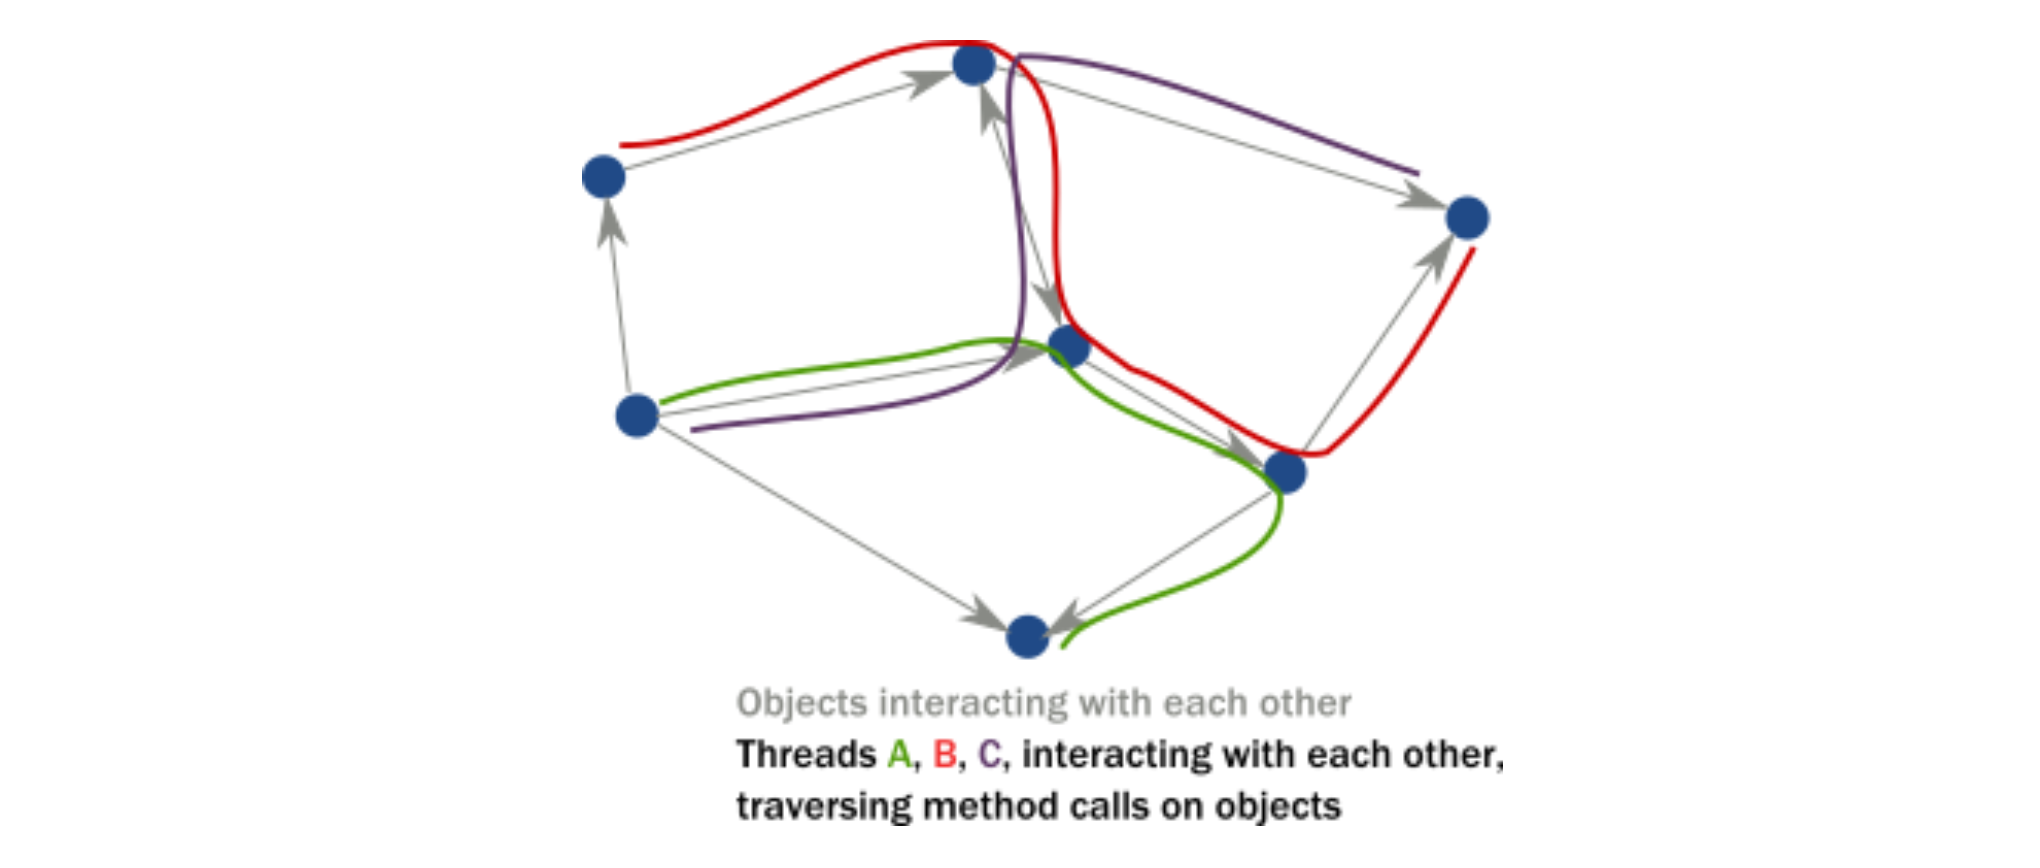 Objects interacting with each other
Threads A, B, C, interacting with each other,
traversing method calls on objects